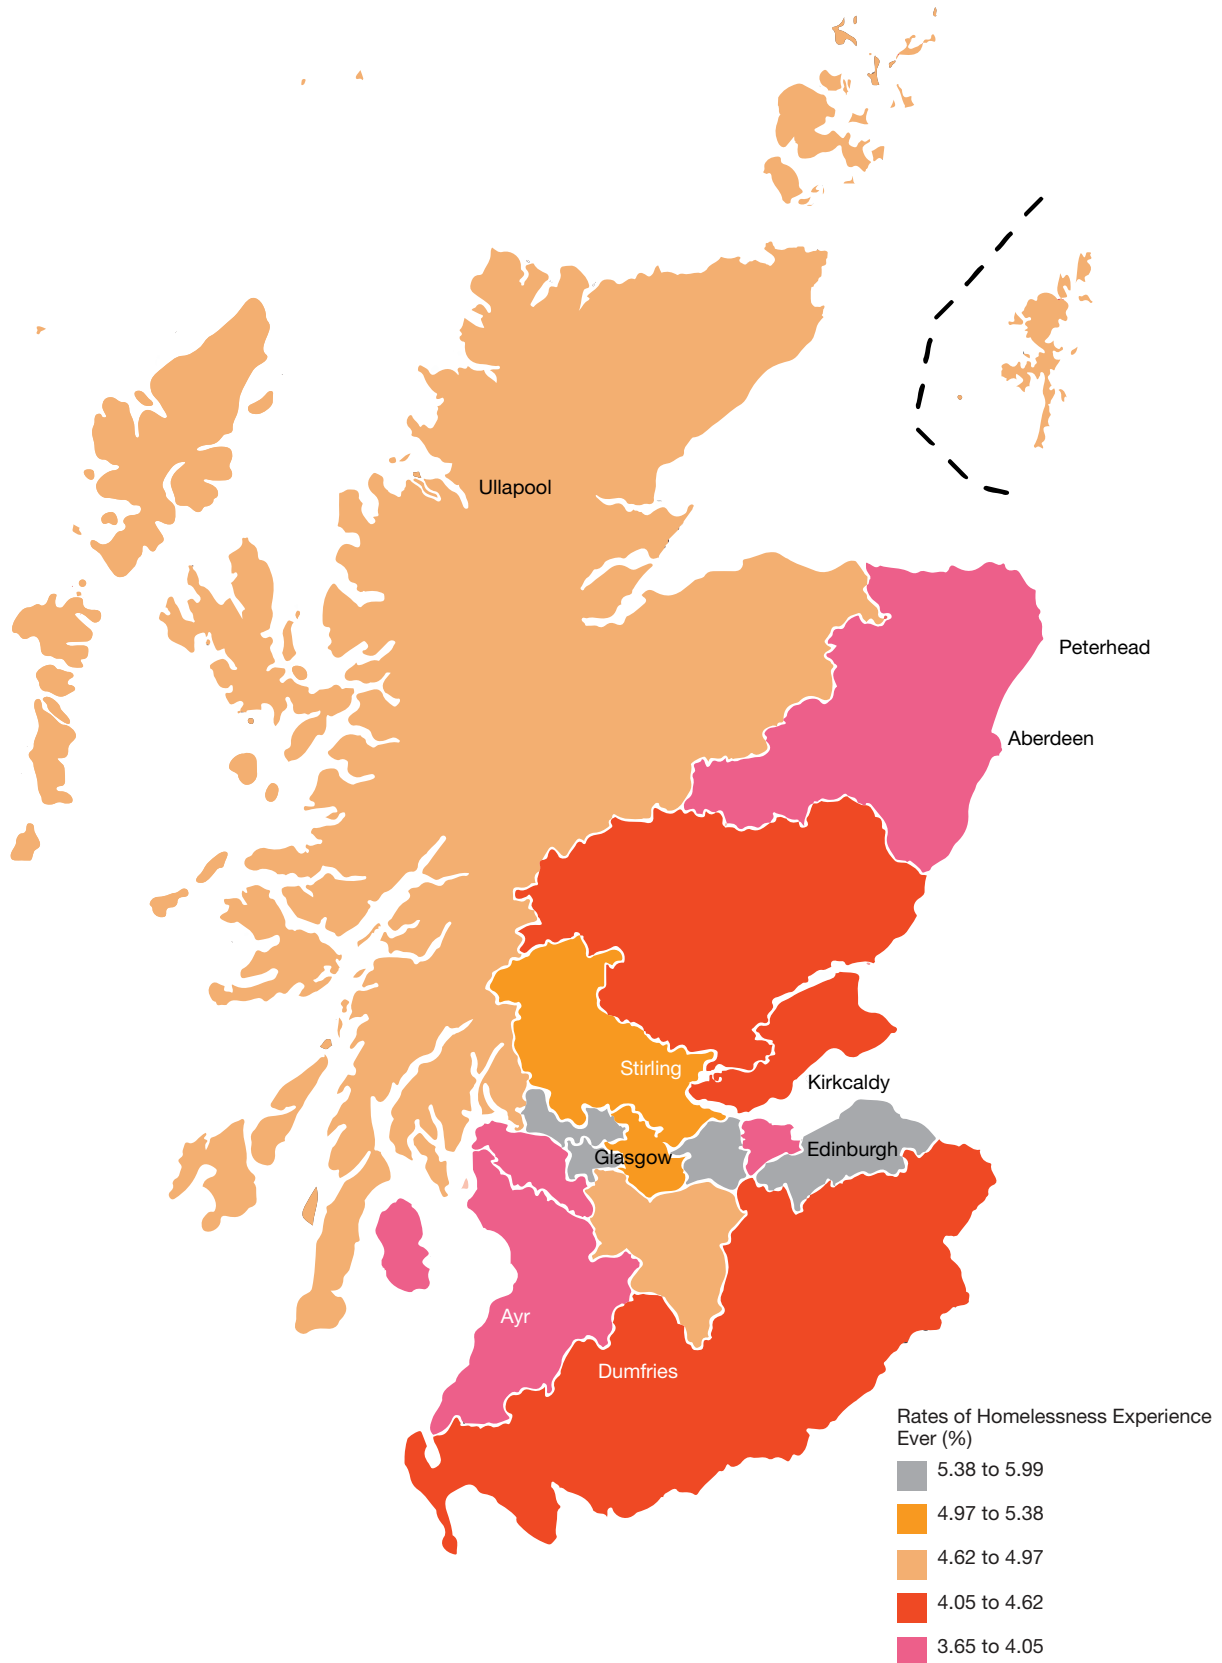 Ullapool
Peterhead
Aberdeen
Stirling
Kirkcaldy
Edinburgh
Glasgow
Ayr
Dumfries
Rates of Homelessness Experience
Ever (%)
5.38 to 5.99
4.97 to 5.38
4.62 to 4.97
4.05 to 4.62
3.65 to 4.05